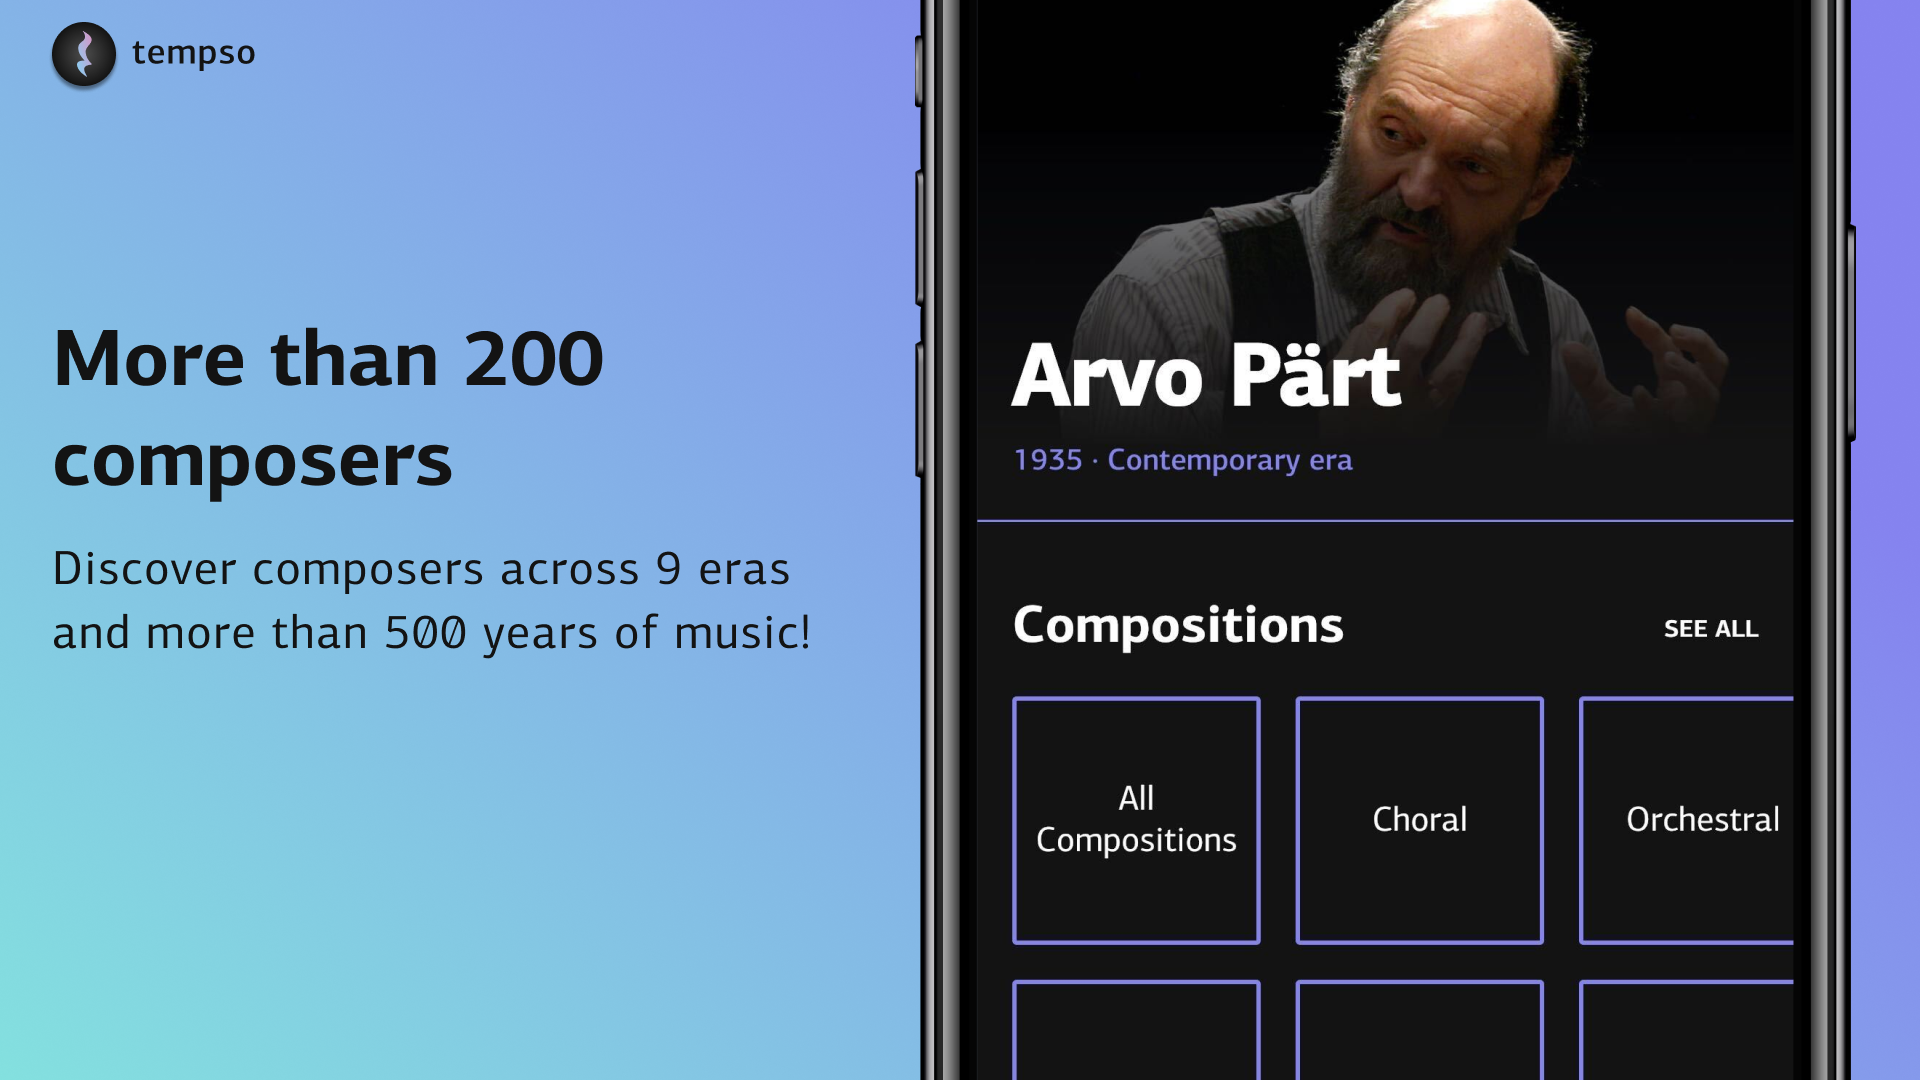 tempso
More than 200
composers
Discover composers across 9 eras
and more than 500 years of music!
Arvo Pärt
1935 · Contemporary era
Compositions
SEE ALL
All
Compositions
Choral
Orchestral